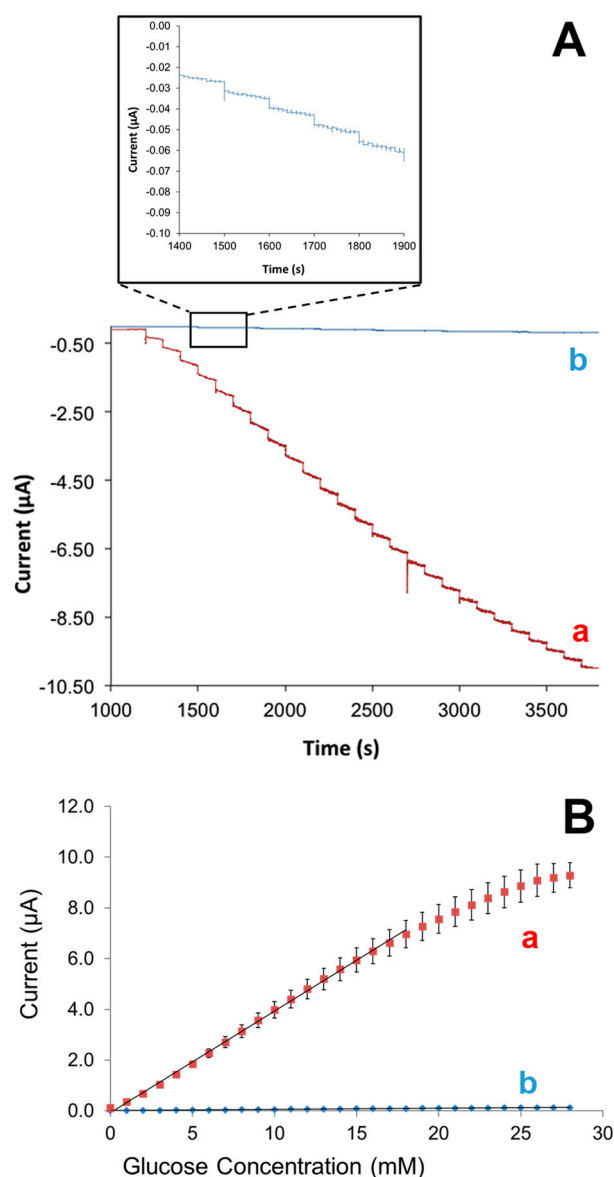 A
0.00
-0.01
-0.02
-0.03
-0.04
-0.05
-0.06
-0.07
-0.08
-0.09
-0.10
Current (µA)
1400 1500 1600 1700 1800 1900
Time (s)
-0.50
-2.50
-4.50
-6.50
-8.50
-10.50
Current (µA)
b
a
1000 1500 2000 2500 3000 3500
Time (s)
B
12.0
10.0
8.0
6.0
4.0
2.0
0.0
Current (µA)
a
b
0 5 10 15 20 25 30
Glucose Concentration (mM)